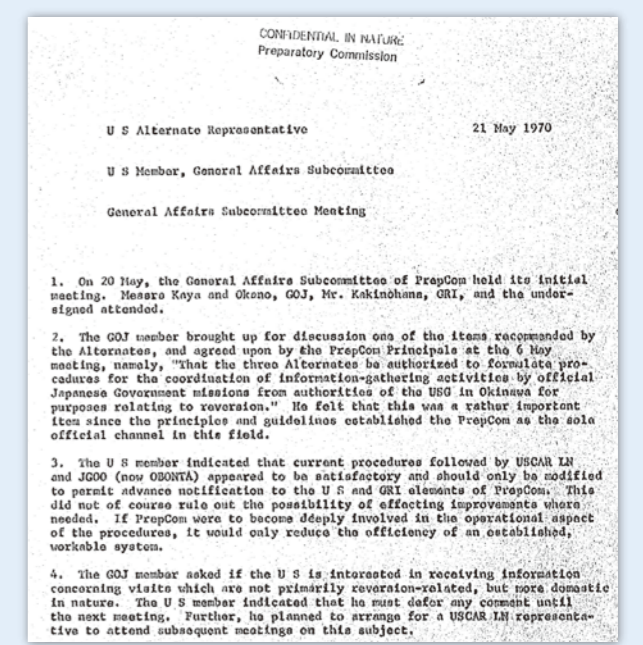 CONFIDENTIAL IN NATURE
Preparatory Commission
U S Alternate Representative 21 May 1970
U S Member, General Affairs Subcommittee
General Affairs Subcommittee Meeting
1. On 20 May, the General Affairs Subcommittee of PrepCom held its initial
meeting. Messrs Kaya and Okano, GOJ, Mr. Kakinohana, GRI, and the under-
signed attended.
2. The GOJ member brought up for discussion one of the items recommended by
the Alternates, and agreed upon by the PrepCom Principals at the 6 May
meeting, namely, "That the three Alternates be authorized to formulate pro-
cedures for the coordination of information-gathering activities by official
Japanese Government missions from authorities of the USG in Okinawa for
purposes relating to reversion." He felt that this was a rather important
item since the principles and guidelines established the PrepCom as the sole
official channel in this field.
3. The U S member indicated that current procedures followed by USCAR LN
and JGOO (now OBONTA) appeared to be satisfactory and should only be modified
to permit advance notification to the U S and GRI elements of PrepCom. This
did not of course rule out the possibility of effecting improvements where
needed. If PrepCom were to become deeply involved in the operational aspect
of the procedures, it would only reduce the efficiency of an established,
workable system.
4. The GOJ member asked if the U S is interested in receiving information
concerning visits which are not primarily reversion-related, but more domestic
in nature. The U S member indicated that he must defer any comment until
the next meeting. Further, he planned to arrange for a USCAR LN representa-
tive to attend subsequent meetings on this subject.